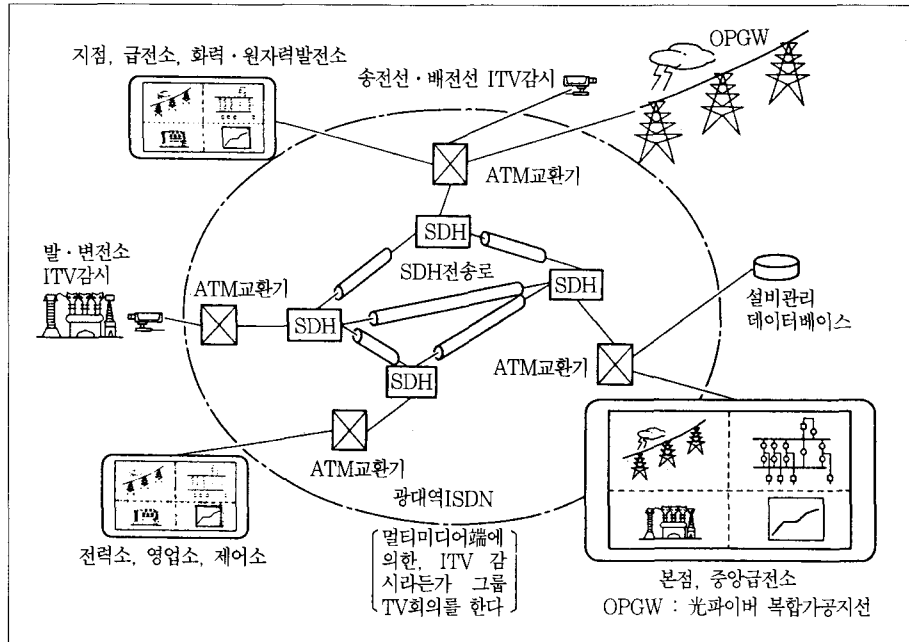 지점, 급전소, 화력·원자력발전소
OPGW
송전선·배전선 ITV감시
ATM교환기
SDH
SDH전송로
발·변전소
ITV감시
ATM교환기
SDH
SDH
설비관리
데이터베이스
ATM교환기
SDH
ATM교환기
광대역ISDN
전력소, 영업소, 제어소
멀티미디어端에
의한, ITV 감
시라든가 그룹
TV회의를 한다
본점, 중앙급전소
OPGW : 光파이버 복합가공지선